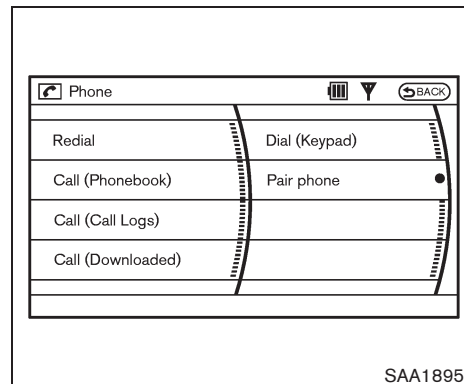 Phone
BACK
Redial
Dial (Keypad)
Call (Phonebook)
Pair phone
Call (Call Logs)
Call (Downloaded)
SAA1895